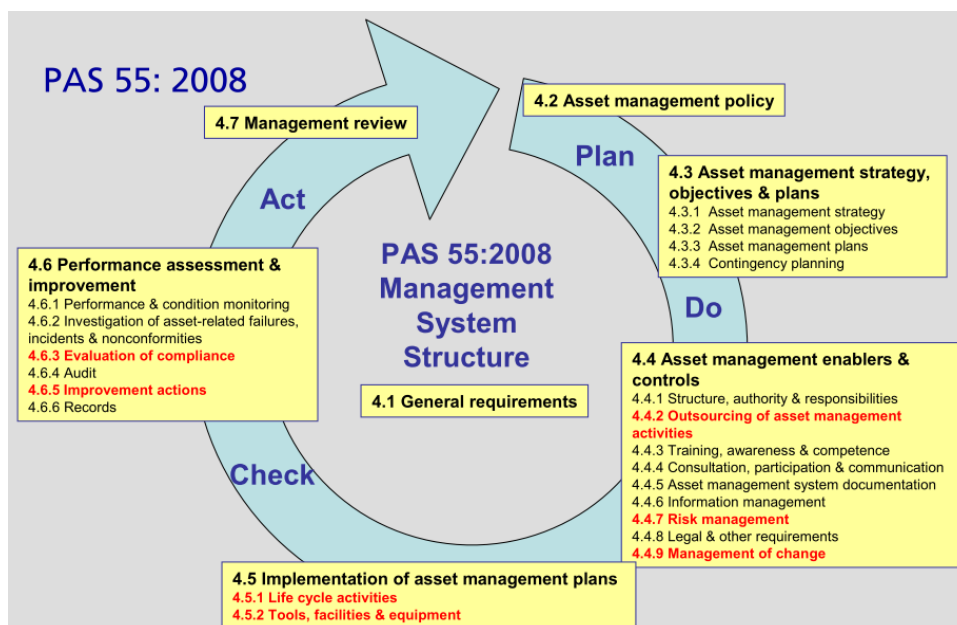 PAS 55: 2008
4.2 Asset management policy
4.7 Management review
Plan
4.3 Asset management strategy,
objectives & plans
4.3.1 Asset management strategy
4.3.2 Asset management objectives
4.3.3 Asset management plans
4.3.4 Contingency planning
Act
PAS 55:2008
Management
System
Structure
4.1 General requirements
Do
4.4 Asset management enablers &
controls
4.4.1 Structure, authority & responsibilities
4.4.2 Outsourcing of asset management
activities
4.4.3 Training, awareness & competence
4.4.4 Consultation, participation & communication
4.4.5 Asset management system documentation
4.4.6 Information management
4.4.7 Risk management
4.4.8 Legal & other requirements
4.4.9 Management of change
4.5 Implementation of asset management plans
4.5.1 Life cycle activities
4.5.2 Tools, facilities & equipment
Check
4.6 Performance assessment &
improvement
4.6.1 Performance & condition monitoring
4.6.2 Investigation of asset-related failures,
incidents & nonconformities
4.6.3 Evaluation of compliance
4.6.4 Audit
4.6.5 Improvement actions
4.6.6 Records